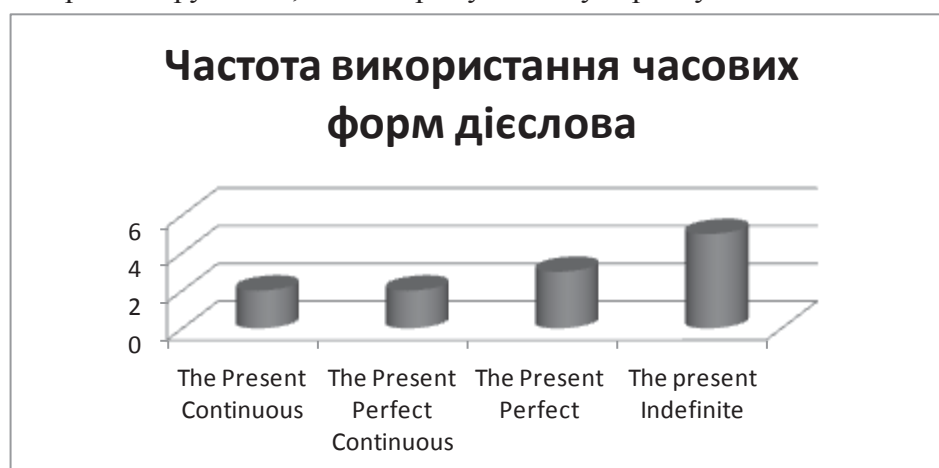 Частота використання часових
форм дієслова
6
4
2
0
The Present
Continuous
The Present
Perfect
Continuous
The Present
Perfect
The present
Indefinite